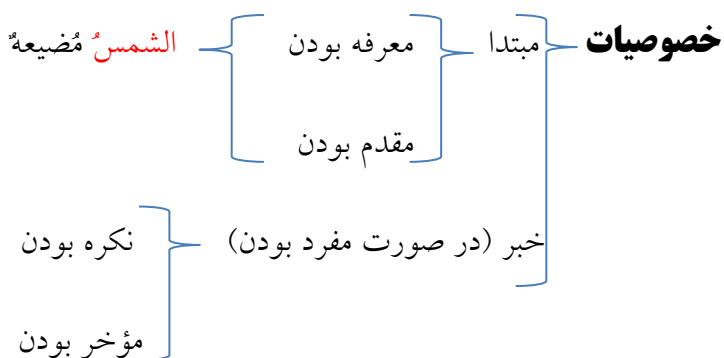 خصوصیات مبتدا معرفه بودن الشمسُ مُضیعهٌ
مقدم بودن
خبر (در صورت مفرد بودن) نکره بودن
مؤخر بودن